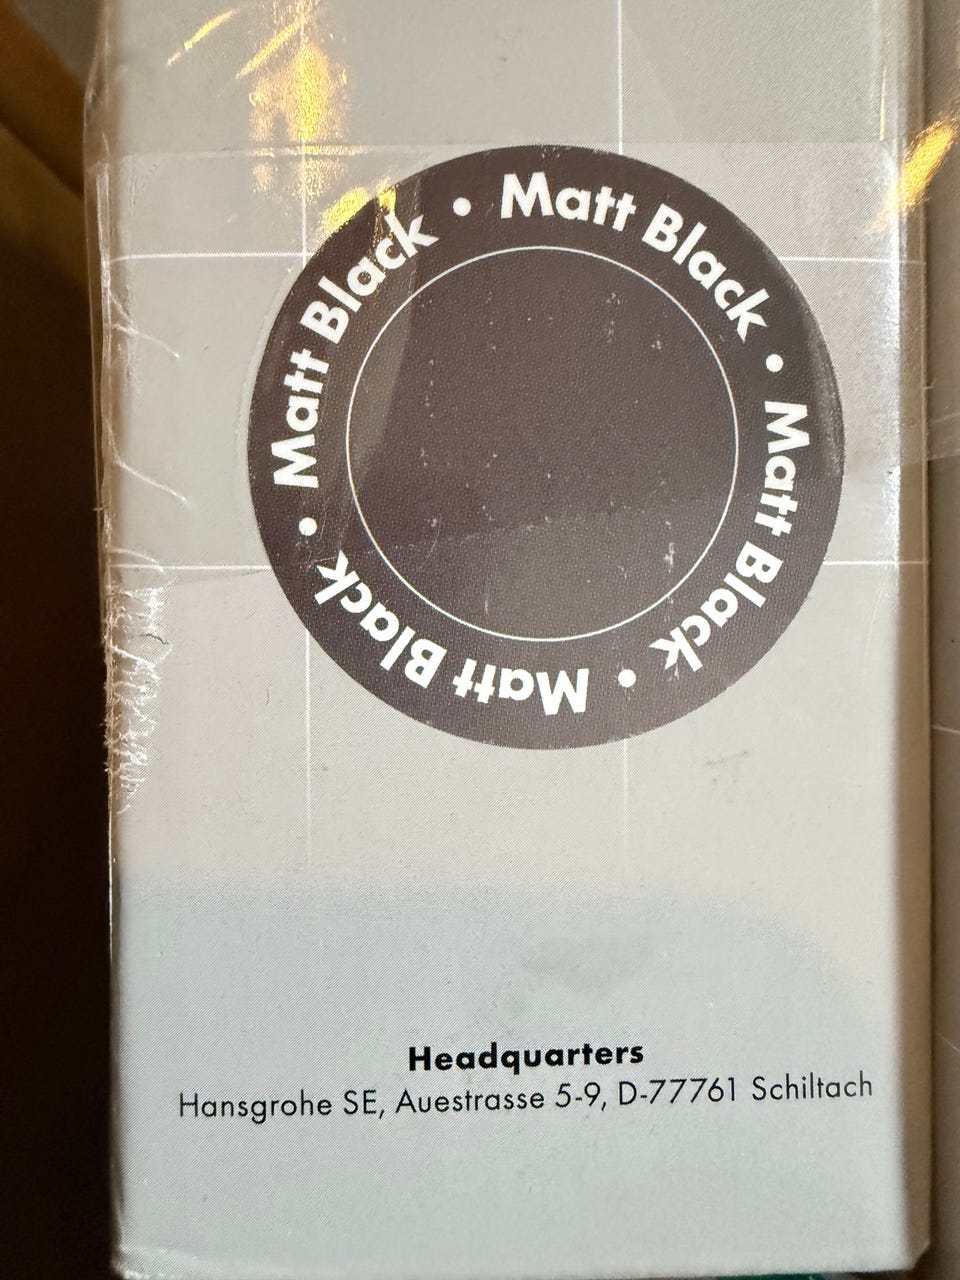 Matt Black • Matt Black • Matt Black • Matt Black •
Headquarters
Hansgrohe SE, Auestrasse 5-9, D-77761 Schiltach